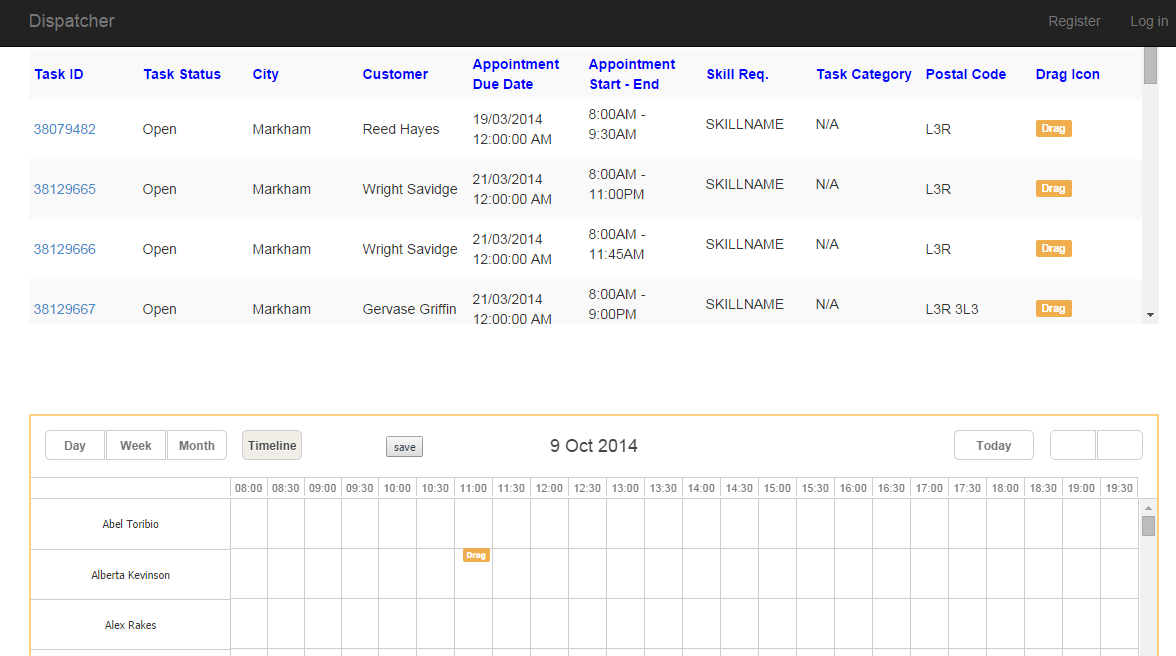 Dispatcher Register Log in
Task ID Task Status City Customer Appointment Due Date Appointment Start - End Skill Req. Task Category Postal Code Drag Icon
38079482 Open Markham Reed Hayes 19/03/2014 12:00:00 AM 8:00AM - 9:30AM SKILLNAME N/A L3R Drag
38129665 Open Markham Wright Savidge 21/03/2014 12:00:00 AM 8:00AM - 11:00PM SKILLNAME N/A L3R Drag
38129666 Open Markham Wright Savidge 21/03/2014 12:00:00 AM 8:00AM - 11:45AM SKILLNAME N/A L3R Drag
38129667 Open Markham Gervase Griffin 21/03/2014 12:00:00 AM 8:00AM - 9:00PM SKILLNAME N/A L3R 3L3 Drag
Day Week Month Timeline save 9 Oct 2014 Today
08:00 08:30 09:00 09:30 10:00 10:30 11:00 11:30 12:00 12:30 13:00 13:30 14:00 14:30 15:00 15:30 16:00 16:30 17:00 17:30 18:00 18:30 19:00 19:30
Abel Toribio
Drag
Alberta Kevinson
Alex Rakes